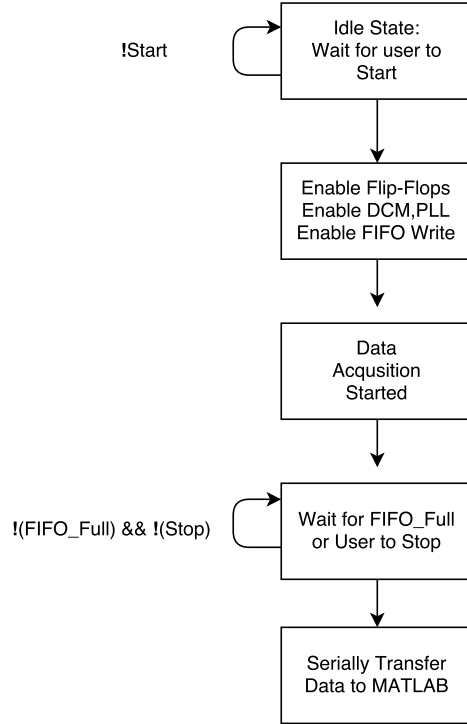 Idle State:
!Start
Wait for user to
Start
Enable Flip-Flops
Enable DCM,PLL
Enable FIFO Write
Data
Acqusition
Started
!(FIFO_Full) && !(Stop)
Wait for FIFO_Full
or User to Stop
Serially Transfer
Data to MATLAB